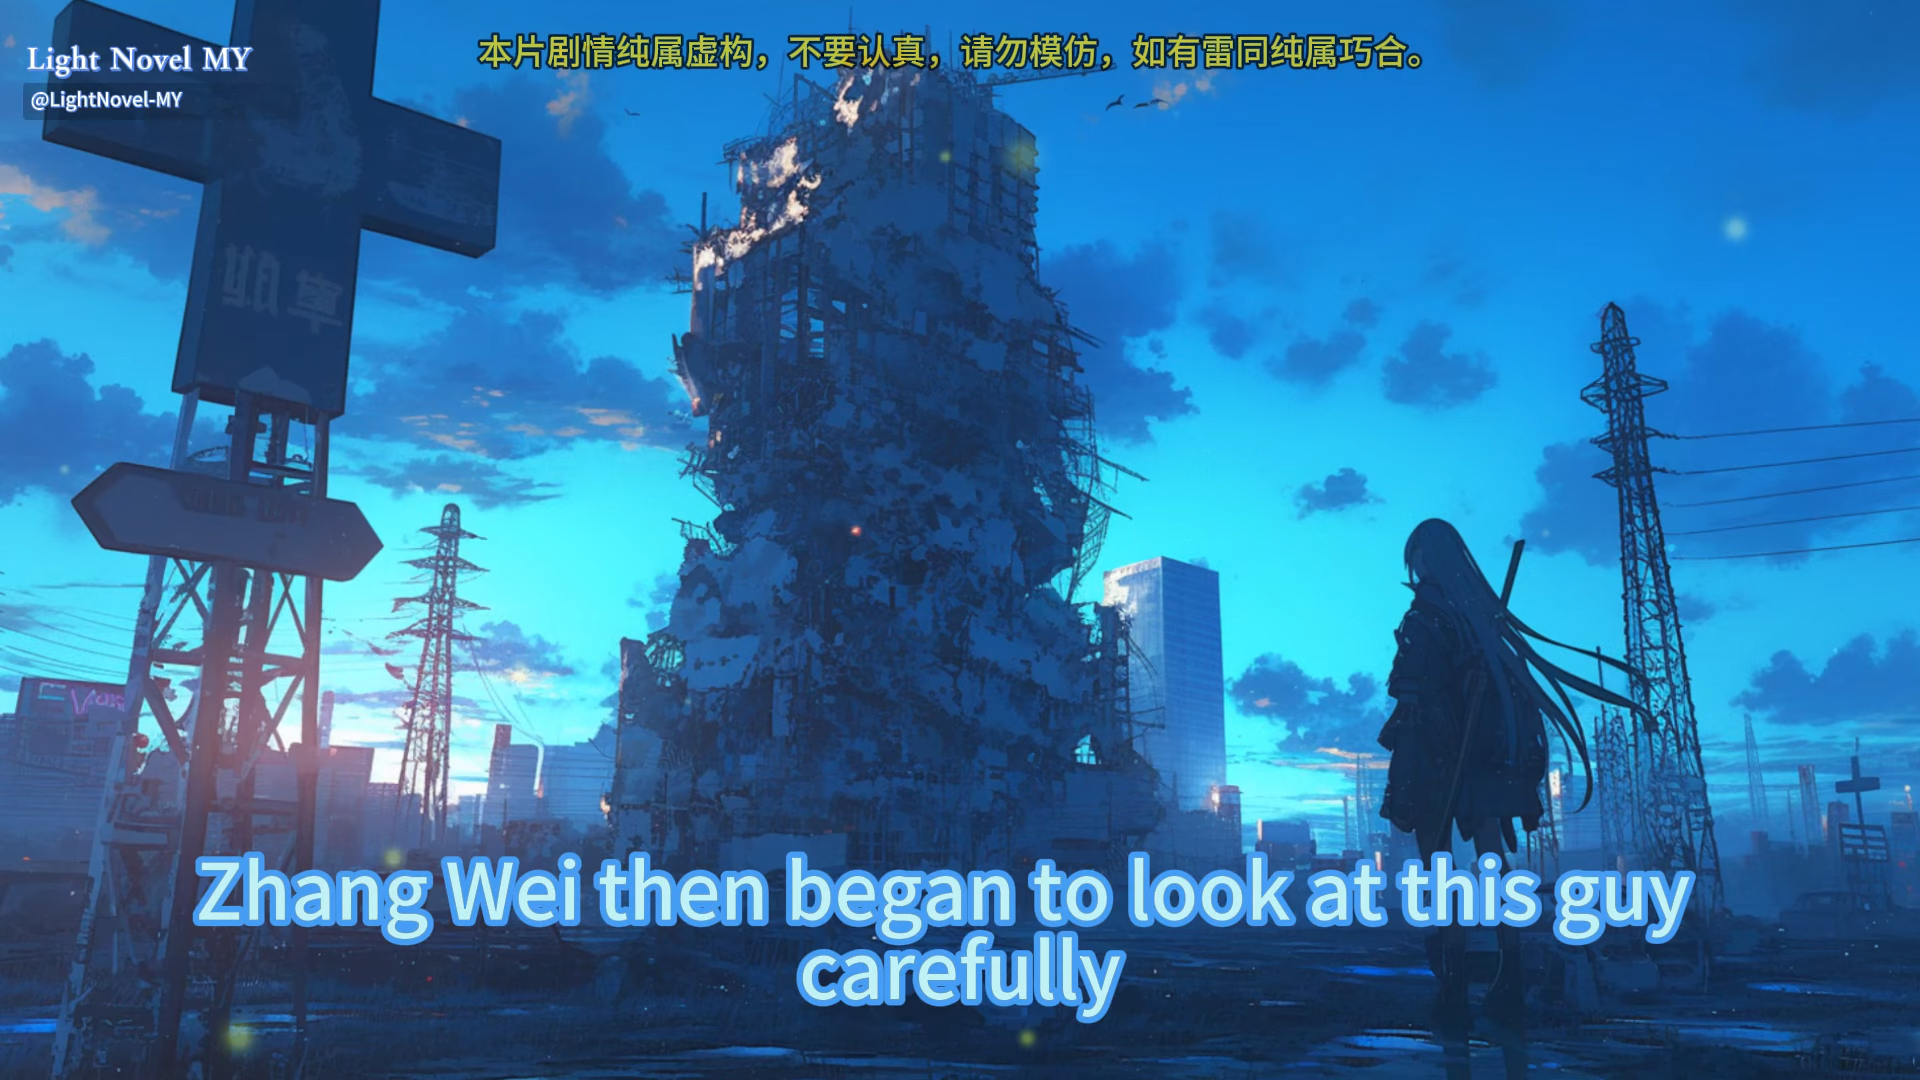 Light Novel MY
@LightNovel-MY
本片剧情纯属虚构，不要认真，请勿模仿，如有雷同纯属巧合。
Zhang Wei then began to look at this guy
carefully